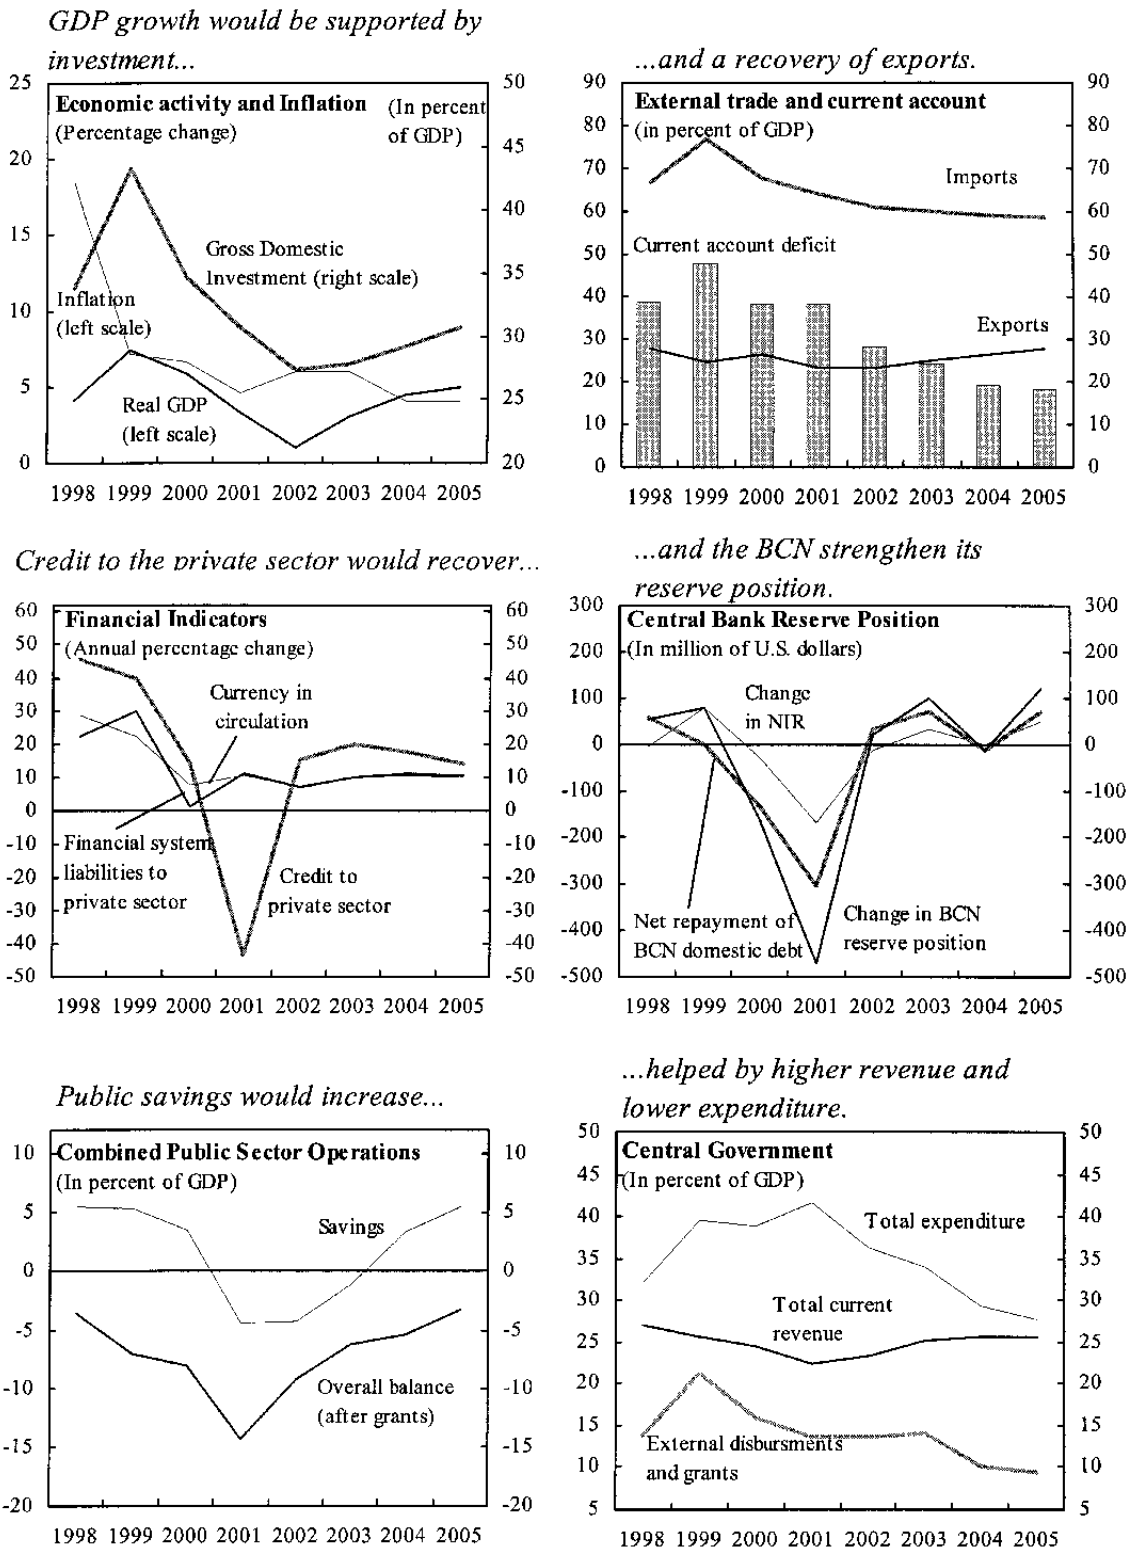 GDP growth would be supported by
investment...
25
20
15
10
5
0
50
45
40
35
30
25
20
Economic activity and Inflation
(Percentage change)
(In percent
of GDP)
Gross Domestic
Investment (right scale)
Inflation
(left scale)
Real GDP
(left scale)
1998 1999 2000 2001 2002 2003 2004 2005
...and a recovery of exports.
90
80
70
60
50
40
30
20
10
0
90
80
70
60
50
40
30
20
10
0
External trade and current account
(in percent of GDP)
Imports
Current account deficit
Exports
1998 1999 2000 2001 2002 2003 2004 2005
Credit to the private sector would recover...
60
50
40
30
20
10
0
-10
-20
-30
-40
-50
60
50
40
30
20
10
0
-10
-20
-30
-40
-50
Financial Indicators
(Annual percentage change)
Currency in
circulation
Financial system
liabilities to
private sector
Credit to
private sector
1998 1999 2000 2001 2002 2003 2004 2005
...and the BCN strengthen its
reserve position.
300
200
100
0
-100
-200
-300
-400
-500
300
200
100
0
-100
-200
-300
-400
-500
Central Bank Reserve Position
(In million of U.S. dollars)
Change
in NIR
Net repayment of
BCN domestic debt
Change in BCN
reserve position
1998 1999 2000 2001 2002 2003 2004 2005
Public savings would increase...
10
5
0
-5
-10
-15
-20
10
5
0
-5
-10
-15
-20
Combined Public Sector Operations
(In percent of GDP)
Savings
Overall balance
(after grants)
1998 1999 2000 2001 2002 2003 2004 2005
...helped by higher revenue and
lower expenditure.
50
45
40
35
30
25
20
15
10
5
50
45
40
35
30
25
20
15
10
5
Central Government
(In percent of GDP)
Total expenditure
Total current
revenue
External disbursments
and grants
1998 1999 2000 2001 2002 2003 2004 2005